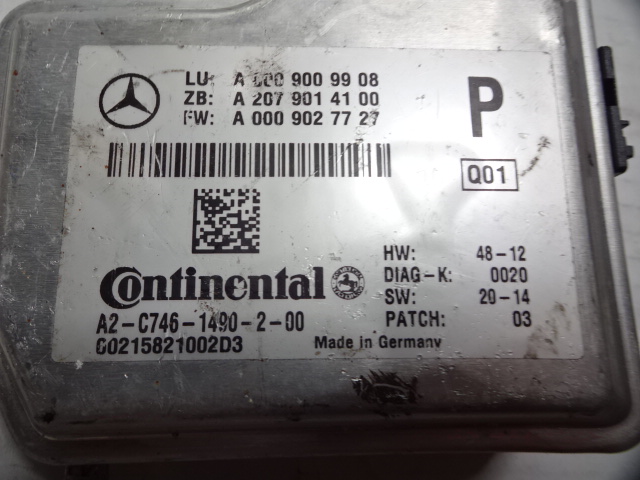 LU: A 000 900 99 08
ZB: A 207 901 41 00
FW: A 000 902 77 27
P
Q01
Continental
HW: 48-12
DIAG-K: 0020
SW: 20-14
PATCH: 03
A2-C746-1490-2-00
00215821002D3
Made in Germany